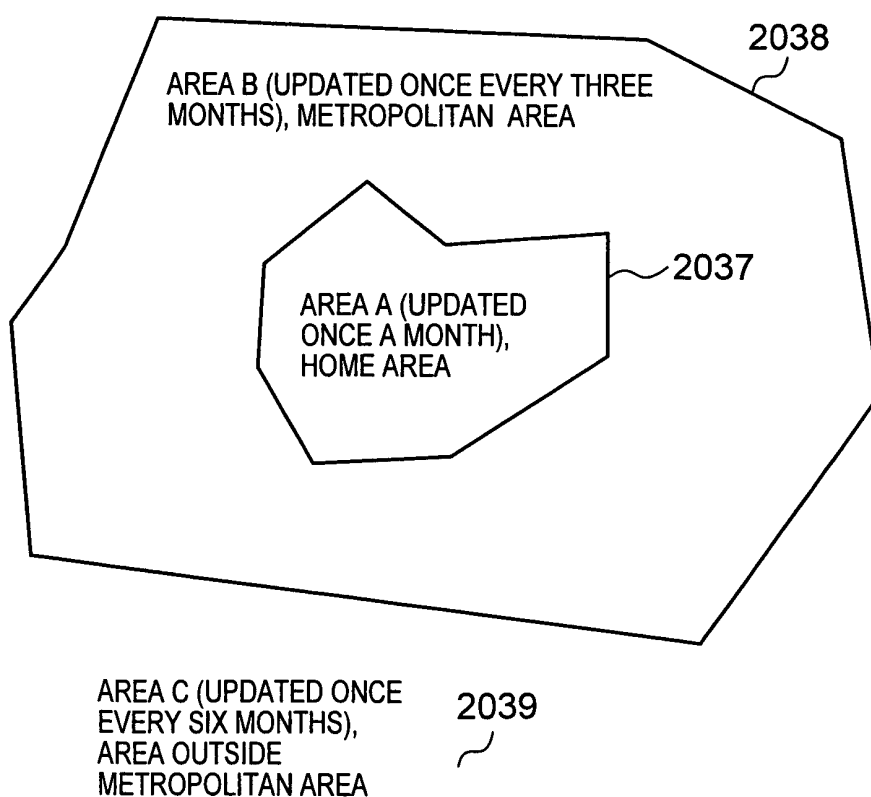 2038
AREA B (UPDATED ONCE EVERY THREE
MONTHS), METROPOLITAN AREA
2037
AREA A (UPDATED
ONCE A MONTH),
HOME AREA
AREA C (UPDATED ONCE
EVERY SIX MONTHS),
AREA OUTSIDE
METROPOLITAN AREA
2039